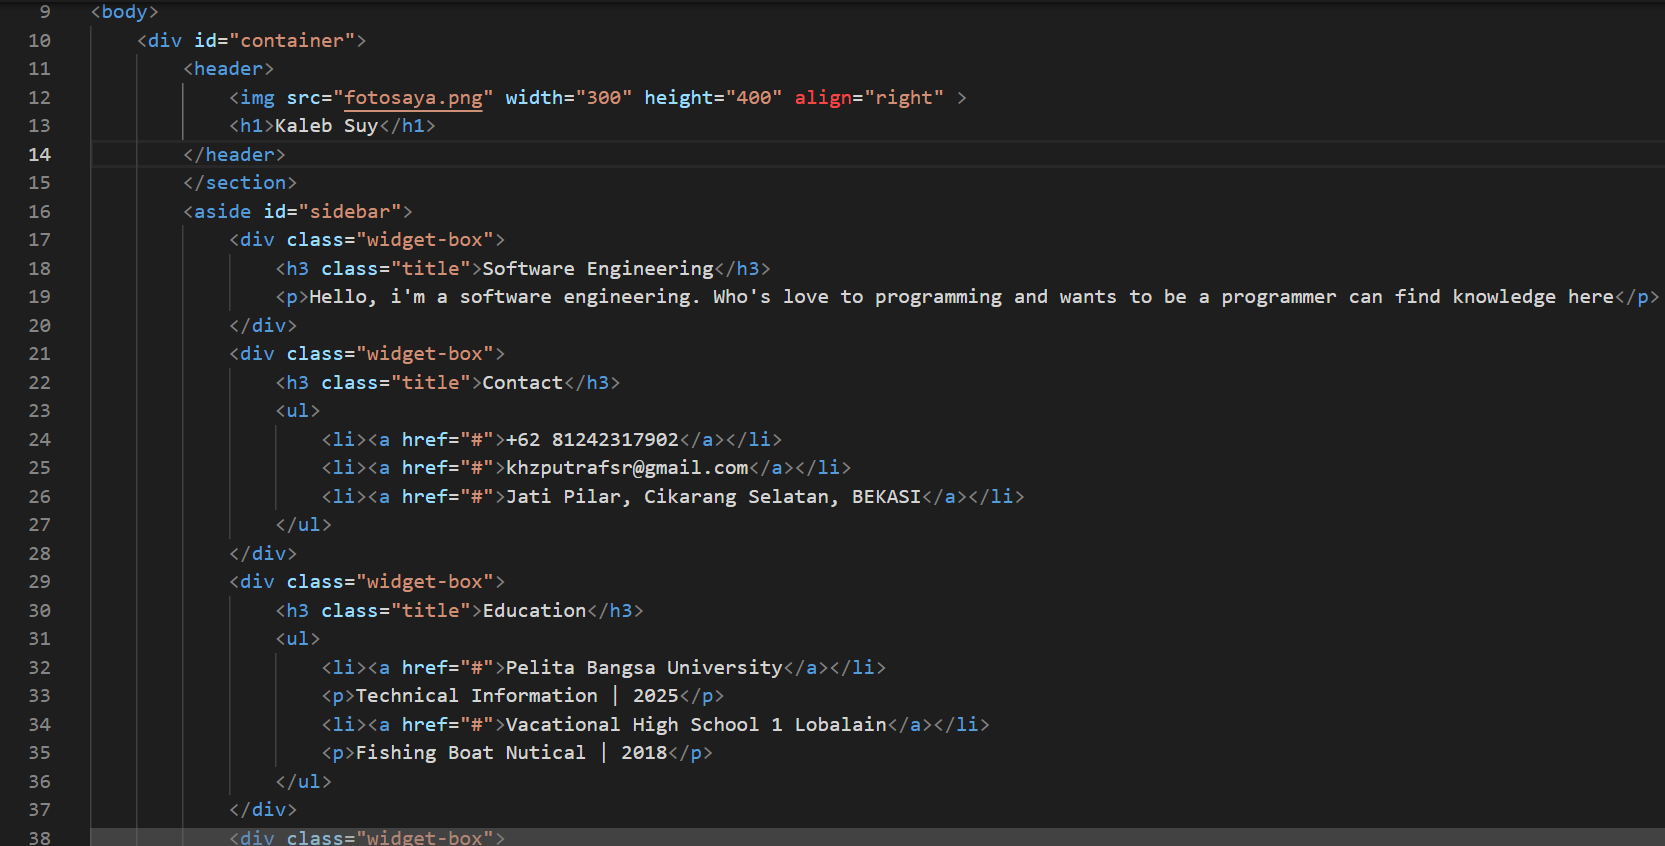 9 <body>
10 <div id="container">
11 <header>
12 <img src="fotosaya.png" width="300" height="400" align="right" >
13 <h1>Kaleb Suy</h1>
14 </header>
15 </section>
16 <aside id="sidebar">
17 <div class="widget-box">
18 <h3 class="title">Software Engineering</h3>
19 <p>Hello, i'm a software engineering. Who's love to programming and wants to be a programmer can find knowledge here</p>
20 </div>
21 <div class="widget-box">
22 <h3 class="title">Contact</h3>
23 <ul>
24 <li><a href="#">+62 81242317902</a></li>
25 <li><a href="#">khzputrafsr@gmail.com</a></li>
26 <li><a href="#">Jati Pilar, Cikarang Selatan, BEKASI</a></li>
27 </ul>
28 </div>
29 <div class="widget-box">
30 <h3 class="title">Education</h3>
31 <ul>
32 <li><a href="#">Pelita Bangsa University</a></li>
33 <p>Technical Information | 2025</p>
34 <li><a href="#">Vacational High School 1 Lobalain</a></li>
35 <p>Fishing Boat Nutical | 2018</p>
36 </ul>
37 </div>
38 <div class="widget-box">